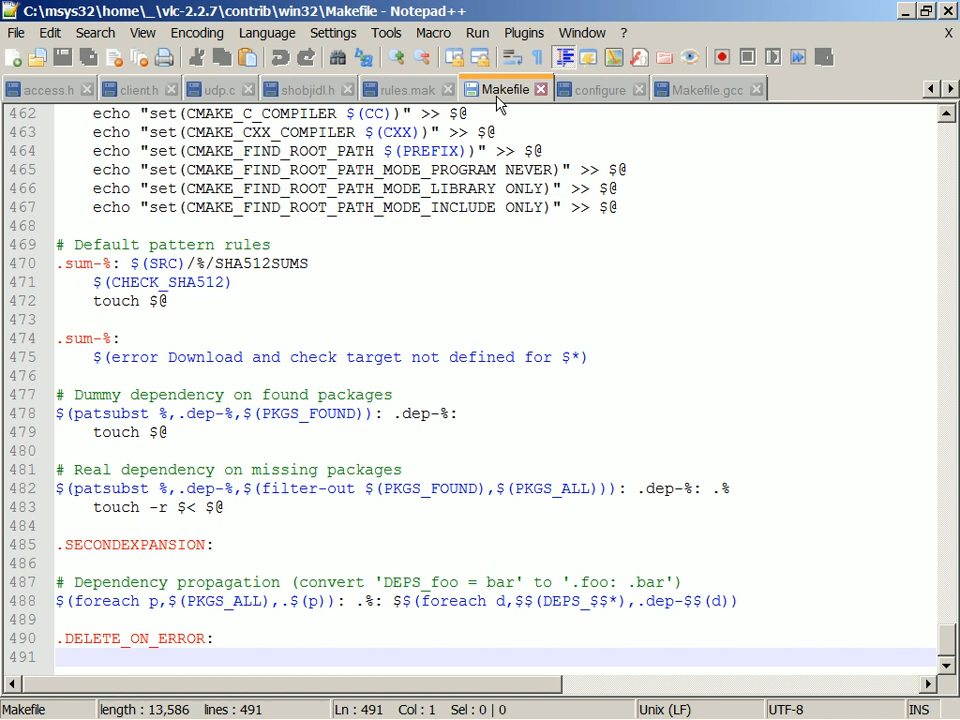 C:\msys32\home\_\vlc-2.2.7\contrib\win32\Makefile - Notepad++
File Edit Search View Encoding Language Settings Tools Macro Run Plugins Window ? X
access.h client.h udp.c shobjidl.h rules.mak Makefile configure Makefile.gcc
462 echo "set(CMAKE_C_COMPILER $(CC))" >> $@
463 echo "set(CMAKE_CXX_COMPILER $(CXX))" >> $@
464 echo "set(CMAKE_FIND_ROOT_PATH $(PREFIX))" >> $@
465 echo "set(CMAKE_FIND_ROOT_PATH_MODE_PROGRAM NEVER)" >> $@
466 echo "set(CMAKE_FIND_ROOT_PATH_MODE_LIBRARY ONLY)" >> $@
467 echo "set(CMAKE_FIND_ROOT_PATH_MODE_INCLUDE ONLY)" >> $@
468
469 # Default pattern rules
470 .sum-%: $(SRC)/%/SHA512SUMS
471 $(CHECK_SHA512)
472 touch $@
473
474 .sum-%:
475 $(error Download and check target not defined for $*)
476
477 # Dummy dependency on found packages
478 $(patsubst %,.dep-%,$(PKGS_FOUND)): .dep-%:
479 touch $@
480
481 # Real dependency on missing packages
482 $(patsubst %,.dep-%,$(filter-out $(PKGS_FOUND),$(PKGS_ALL))): .dep-%: .%
483 touch -r $< $@
484
485 .SECONDEXPANSION:
486
487 # Dependency propagation (convert 'DEPS_foo = bar' to '.foo: .bar')
488 $(foreach p,$(PKGS_ALL),.$(p)): .%: $$(foreach d,$$(DEPS_$$*),.dep-$$(d))
489
490 .DELETE_ON_ERROR:
491
Makefile length : 13,586 lines : 491 Ln : 491 Col : 1 Sel : 0 | 0 Unix (LF) UTF-8 INS